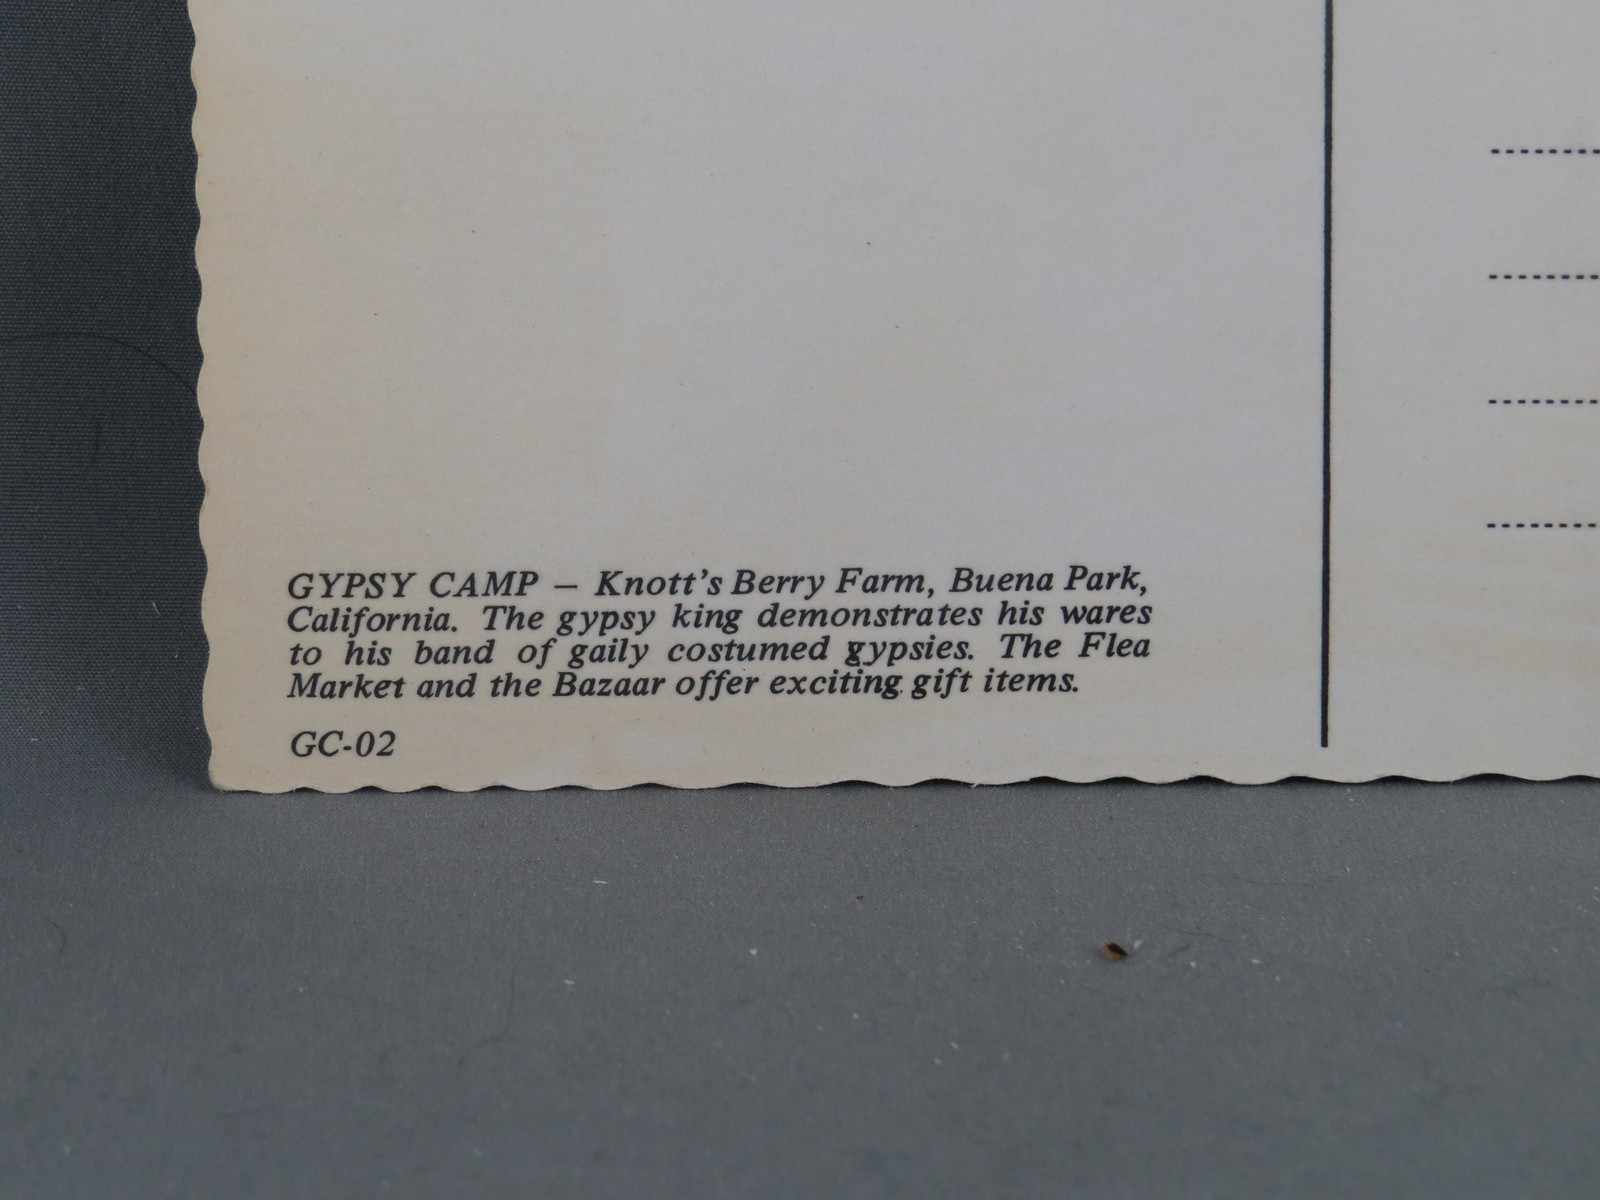 GYPSY CAMP – Knott's Berry Farm, Buena Park,
California. The gypsy king demonstrates his wares
to his band of gaily costumed gypsies. The Flea
Market and the Bazaar offer exciting gift items.
GC-02